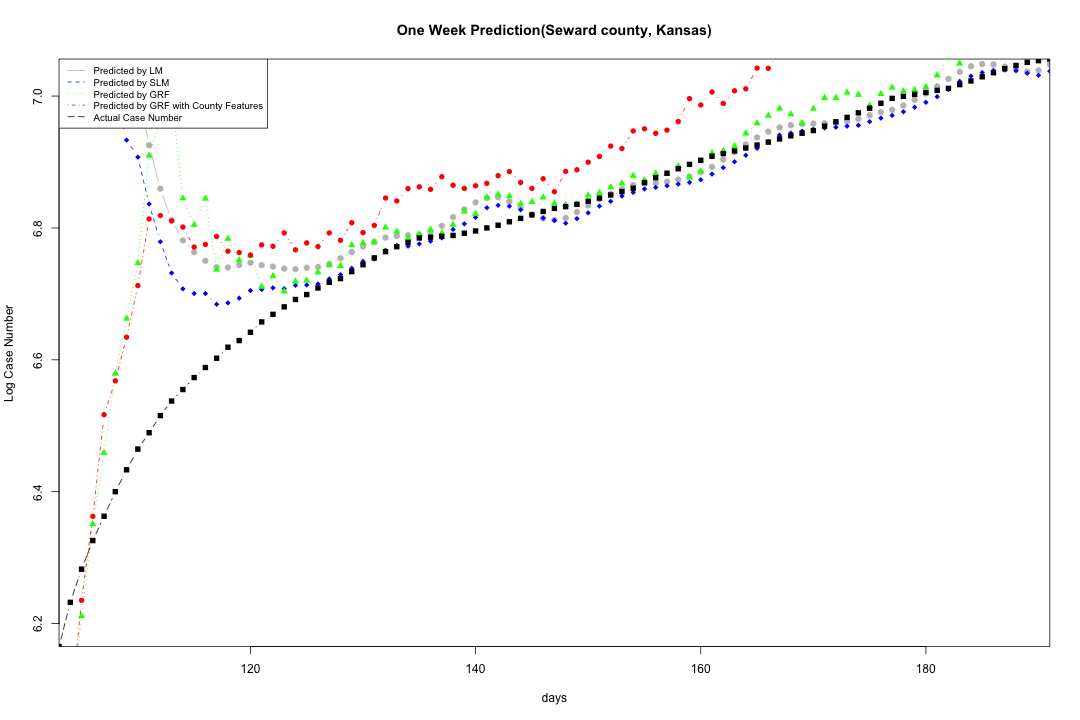 One Week Prediction(Seward county, Kansas)
Predicted by LM
Predicted by SLM
Predicted by GRF
Predicted by GRF with County Features
Actual Case Number
7.0
6.8
6.6
6.4
6.2
Log Case Number
120 140 160 180
days